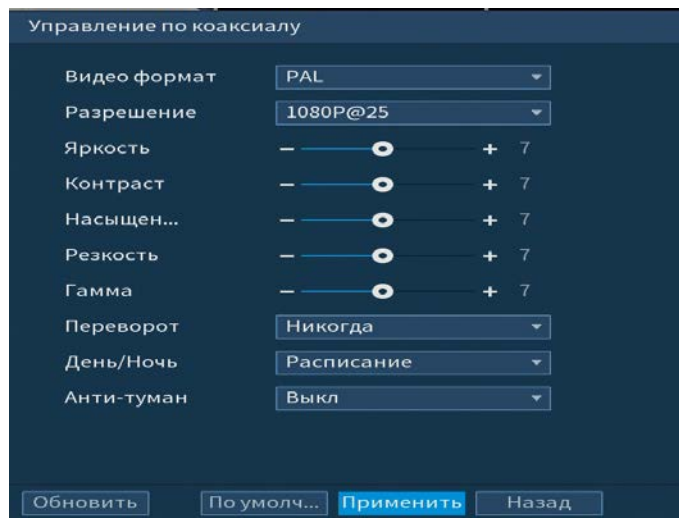 Управление по коаксиалу
Видео формат PAL
Разрешение 1080P@25
Яркость - + 7
Контраст - + 7
Насыщен... - + 7
Резкость - + 7
Гамма - + 7
Переворот Никогда
День/Ночь Расписание
Анти-туман Выкл
Обновить По умолч... Применить Назад